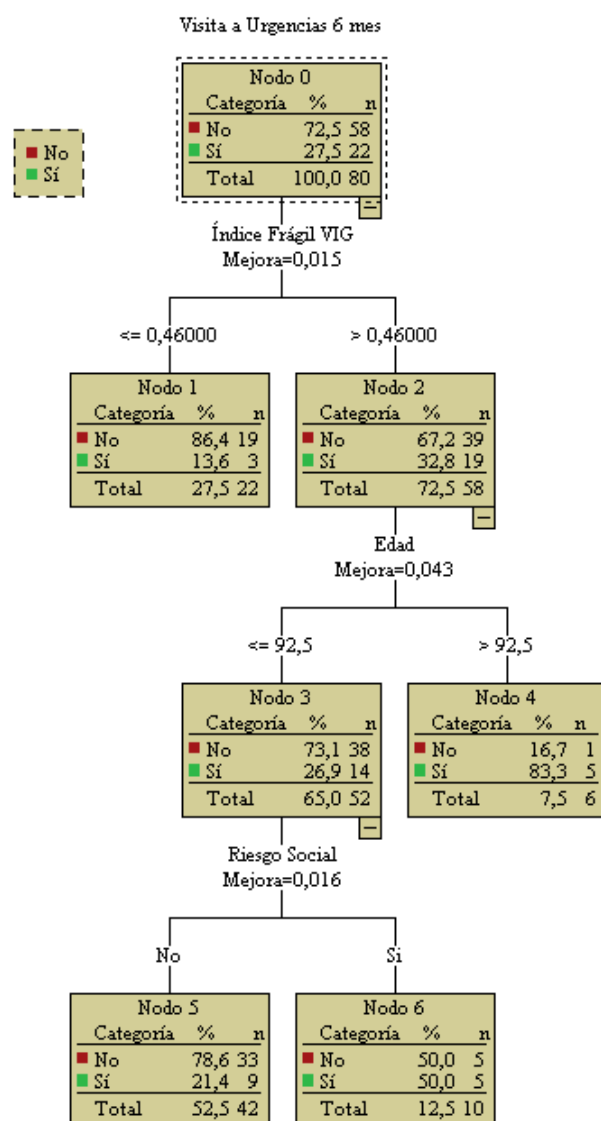 Visita a Urgencias 6 mes
No
Sí
Nodo 0
Categoría % n
No 72,5 58
Sí 27,5 22
Total 100,0 80
Índice Frágil VIG
Mejora=0,015
<= 0,46000 > 0,46000
Nodo 1
Categoría % n
No 86,4 19
Sí 13,6 3
Total 27,5 22
Nodo 2
Categoría % n
No 67,2 39
Sí 32,8 19
Total 72,5 58
Edad
Mejora=0,043
<= 92,5 > 92,5
Nodo 3
Categoría % n
No 73,1 38
Sí 26,9 14
Total 65,0 52
Nodo 4
Categoría % n
No 16,7 1
Sí 83,3 5
Total 7,5 6
Riesgo Social
Mejora=0,016
No Si
Nodo 5
Categoría % n
No 78,6 33
Sí 21,4 9
Total 52,5 42
Nodo 6
Categoría % n
No 50,0 5
Sí 50,0 5
Total 12,5 10